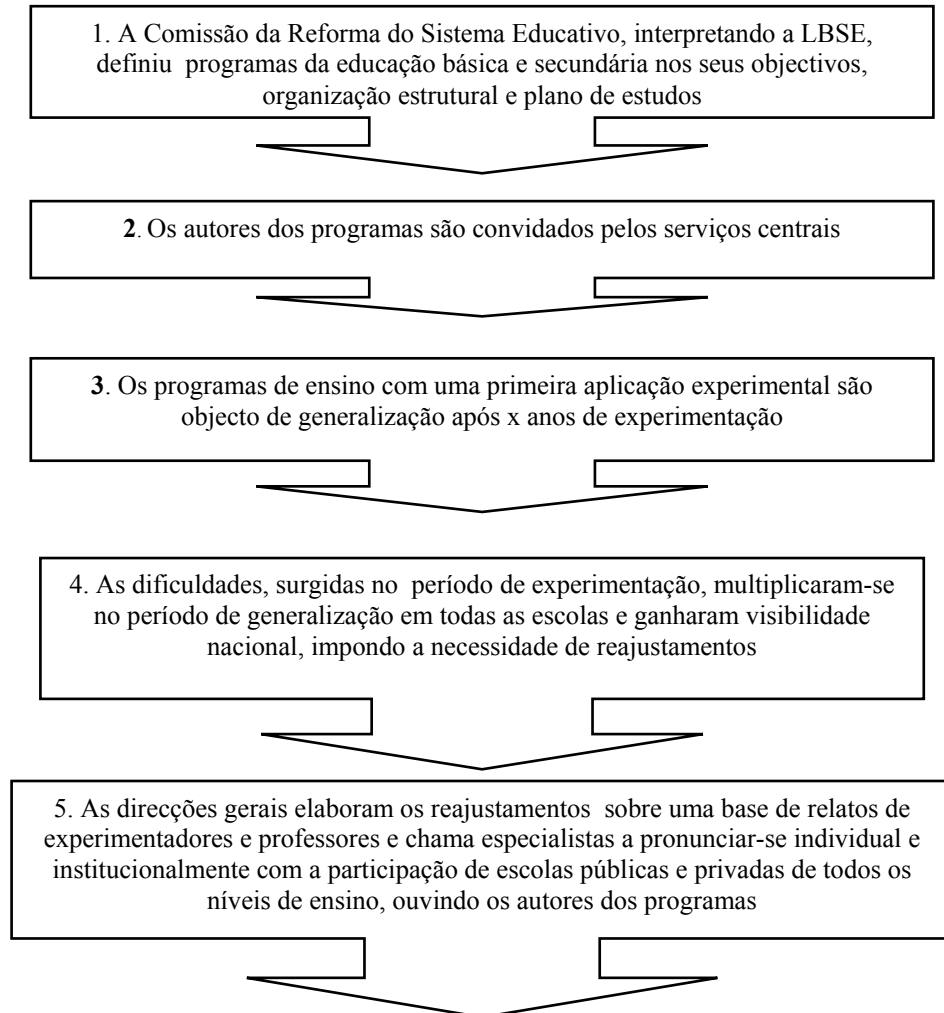 1. A Comissão da Reforma do Sistema Educativo, interpretando a LBSE,
definiu programas da educação básica e secundária nos seus objectivos,
organização estrutural e plano de estudos
2. Os autores dos programas são convidados pelos serviços centrais
3. Os programas de ensino com uma primeira aplicação experimental são
objecto de generalização após x anos de experimentação
4. As dificuldades, surgidas no período de experimentação, multiplicaram-se
no período de generalização em todas as escolas e ganharam visibilidade
nacional, impondo a necessidade de reajustamentos
5. As direcções gerais elaboram os reajustamentos sobre uma base de relatos de
experimentadores e professores e chama especialistas a pronunciar-se individual e
institucionalmente com a participação de escolas públicas e privadas de todos os
níveis de ensino, ouvindo os autores dos programas